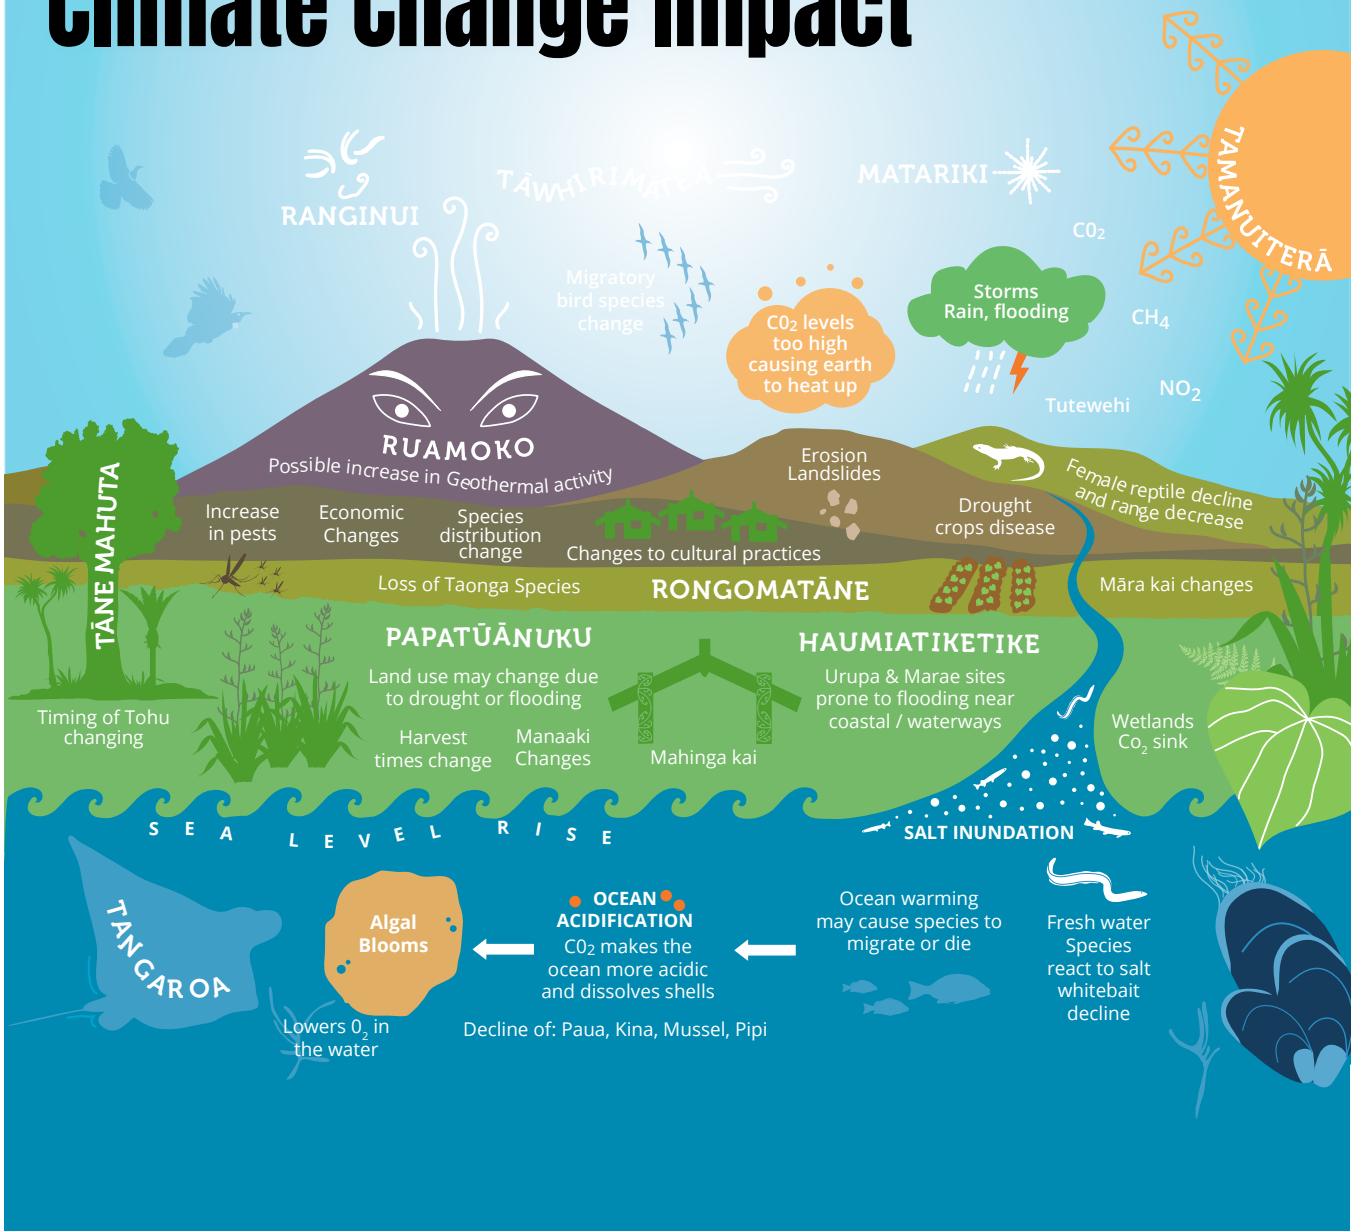 Climate Change Impact
RANGINUI
TĀWHIRIMĀTEA
MATARIKI
TAMANUITERĀ
C0₂
CH₄
NO₂
Tutewehi
Migratory
bird species
change
C0₂ levels
too high
causing earth
to heat up
Storms
Rain, flooding
RUAMOKO
Possible increase in Geothermal activity
Erosion
Landslides
Female reptile decline
and range decrease
TĀNE MAHUTA
Increase
in pests
Economic
Changes
Species
distribution
change
Changes to cultural practices
Drought
crops disease
Loss of Taonga Species
RONGOMATĀNE
Māra kai changes
PAPATŪĀNUKU
Land use may change due
to drought or flooding
Harvest
times change
Manaaki
Changes
Mahinga kai
HAUMIATIKETIKE
Urupa & Marae sites
prone to flooding near
coastal / waterways
Wetlands
Co₂ sink
Timing of Tohu
changing
SEA LEVEL RISE
SALT INUNDATION
TANGAROA
Algal
Blooms
Lowers 0₂ in
the water
OCEAN
ACIDIFICATION
C0₂ makes the
ocean more acidic
and dissolves shells
Decline of: Paua, Kina, Mussel, Pipi
Ocean warming
may cause species to
migrate or die
Fresh water
Species
react to salt
whitebait
decline